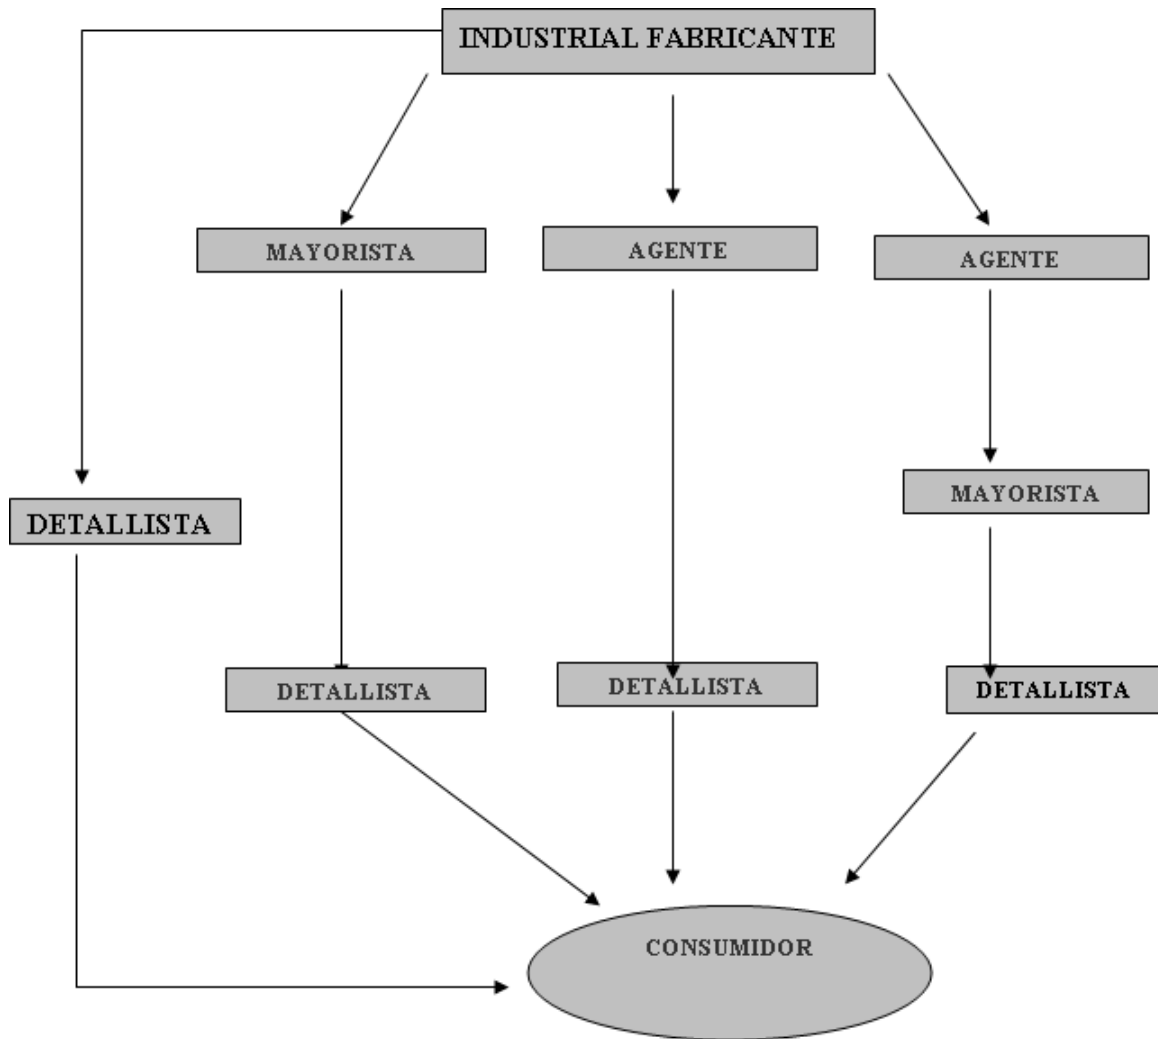 INDUSTRIAL FABRICANTE
MAYORISTA
AGENTE
AGENTE
MAYORISTA
DETALLISTA
DETALLISTA
DETALLISTA
DETALLISTA
CONSUMIDOR